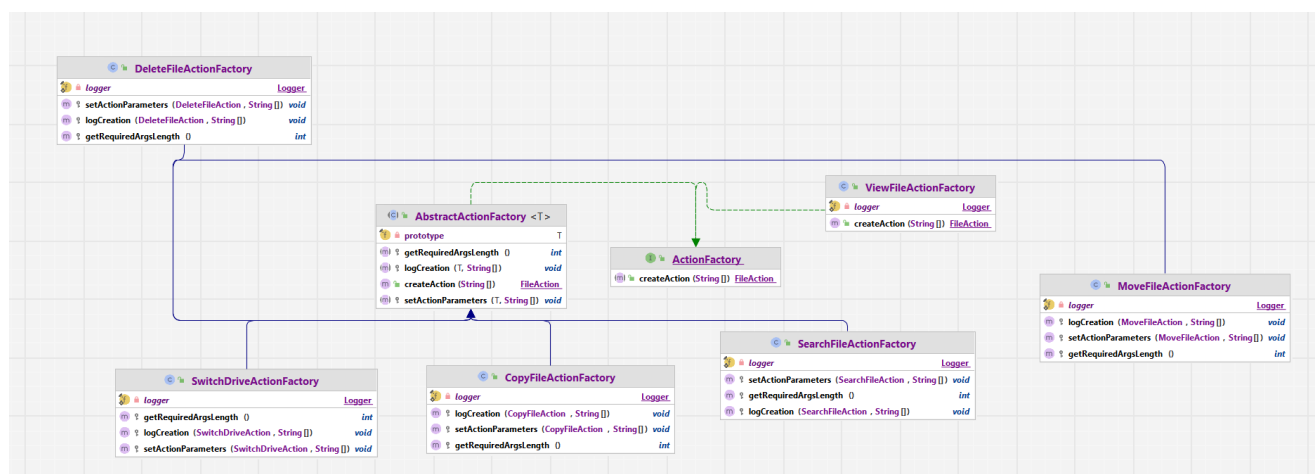 DeleteFileActionFactory
logger Logger
setActionParameters (DeleteFileAction , String[]) void
logCreation (DeleteFileAction , String[]) void
getRequiredArgsLength () int
ViewFileActionFactory
logger Logger
createAction (String[]) FileAction
AbstractActionFactory <T>
prototype T
getRequiredArgsLength () int
logCreation (T, String[]) void
createAction (String[]) FileAction
setActionParameters (T, String[]) void
ActionFactory
createAction (String[]) FileAction
MoveFileActionFactory
logger Logger
logCreation (MoveFileAction , String[]) void
setActionParameters (MoveFileAction , String[]) void
getRequiredArgsLength () int
SearchFileActionFactory
logger Logger
setActionParameters (SearchFileAction , String[]) void
getRequiredArgsLength () int
logCreation (SearchFileAction , String[]) void
SwitchDriveActionFactory
logger Logger
getRequiredArgsLength () int
logCreation (SwitchDriveAction , String[]) void
setActionParameters (SwitchDriveAction , String[]) void
CopyFileActionFactory
logger Logger
logCreation (CopyFileAction , String[]) void
setActionParameters (CopyFileAction , String[]) void
getRequiredArgsLength () int